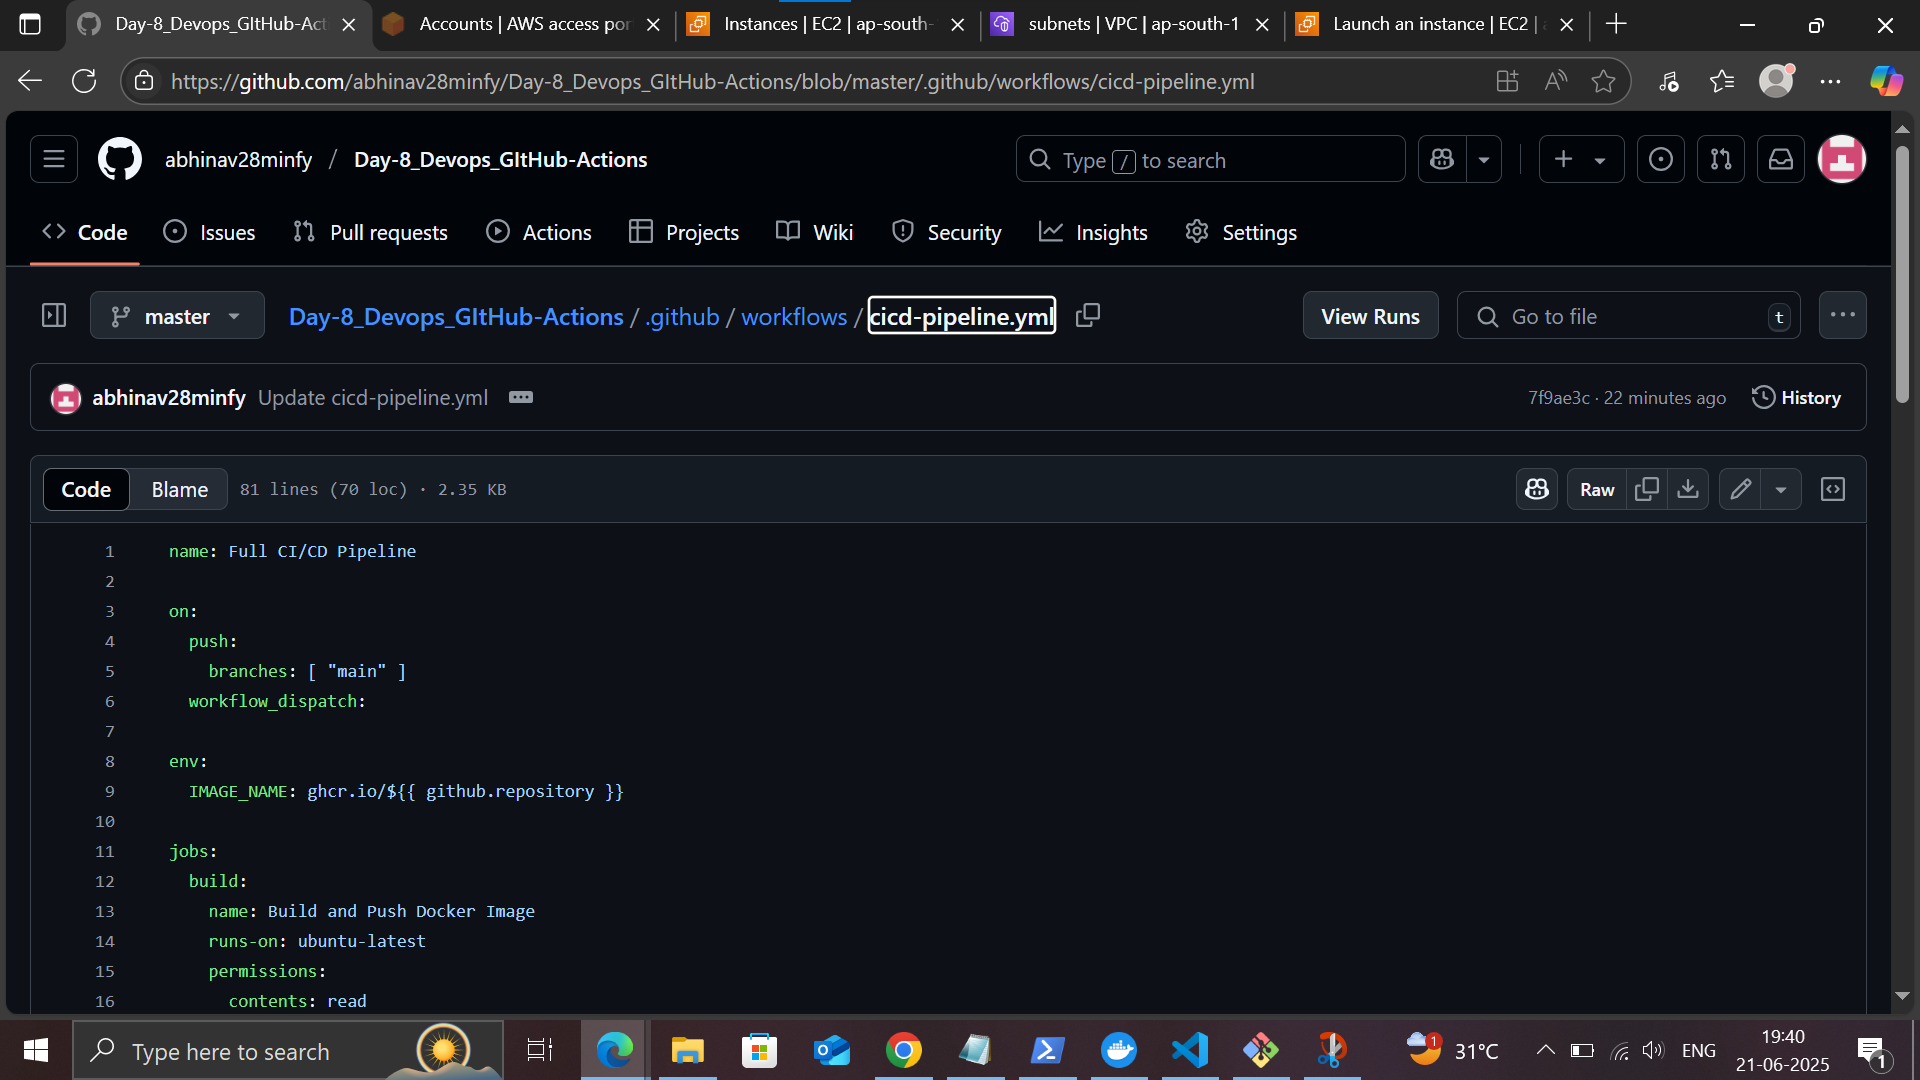 Day-8_Devops_GItHub-Acti
Accounts | AWS access por
Instances | EC2 | ap-south-
subnets | VPC | ap-south-1
Launch an instance | EC2 |
https://github.com/abhinav28minfy/Day-8_Devops_GItHub-Actions/blob/master/.github/workflows/cicd-pipeline.yml
abhinav28minfy / Day-8_Devops_GItHub-Actions
Type / to search
Code
Issues
Pull requests
Actions
Projects
Wiki
Security
Insights
Settings
master
Day-8_Devops_GItHub-Actions / .github / workflows / cicd-pipeline.yml
View Runs
Go to file
t
abhinav28minfy Update cicd-pipeline.yml
7f9ae3c · 22 minutes ago
History
Code
Blame
81 lines (70 loc) · 2.35 KB
Raw
1 name: Full CI/CD Pipeline
2
3 on:
4 push:
5 branches: [ "main" ]
6 workflow_dispatch:
7
8 env:
9 IMAGE_NAME: ghcr.io/${{ github.repository }}
10
11 jobs:
12 build:
13 name: Build and Push Docker Image
14 runs-on: ubuntu-latest
15 permissions:
16 contents: read
Type here to search
1
31°C
ENG
19:40
21-06-2025
1